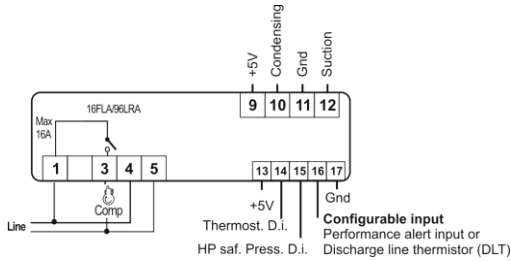 +5V
Condensing
Gnd
Suction
9 10 11 12
16FLA/96LRA
Max
16A
1 3 4 5
13 14 15 16 17
Comp
+5V
Gnd
Line
Thermost. D.i.
HP saf. Press. D.i.
Configurable input
Performance alert input or
Discharge line thermistor (DLT)